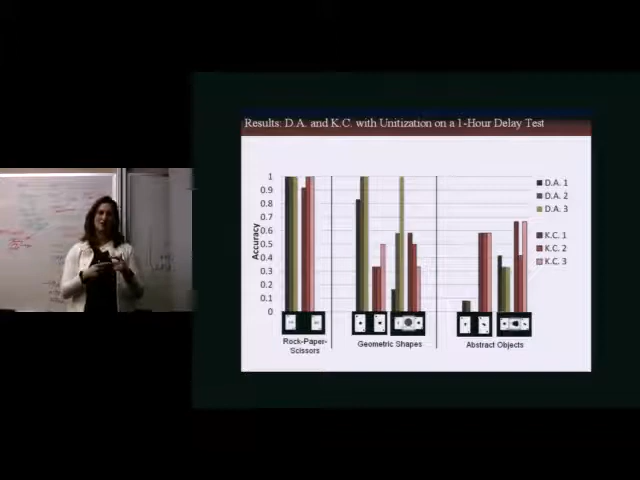 Results: D.A. and K.C. with Unitization on a 1-Hour Delay Test
Accuracy
1
0.9
0.8
0.7
0.6
0.5
0.4
0.3
0.2
0.1
0
D.A. 1
D.A. 2
D.A. 3
K.C. 1
K.C. 2
K.C. 3
Rock-Paper-
Scissors
Geometric Shapes
Abstract Objects